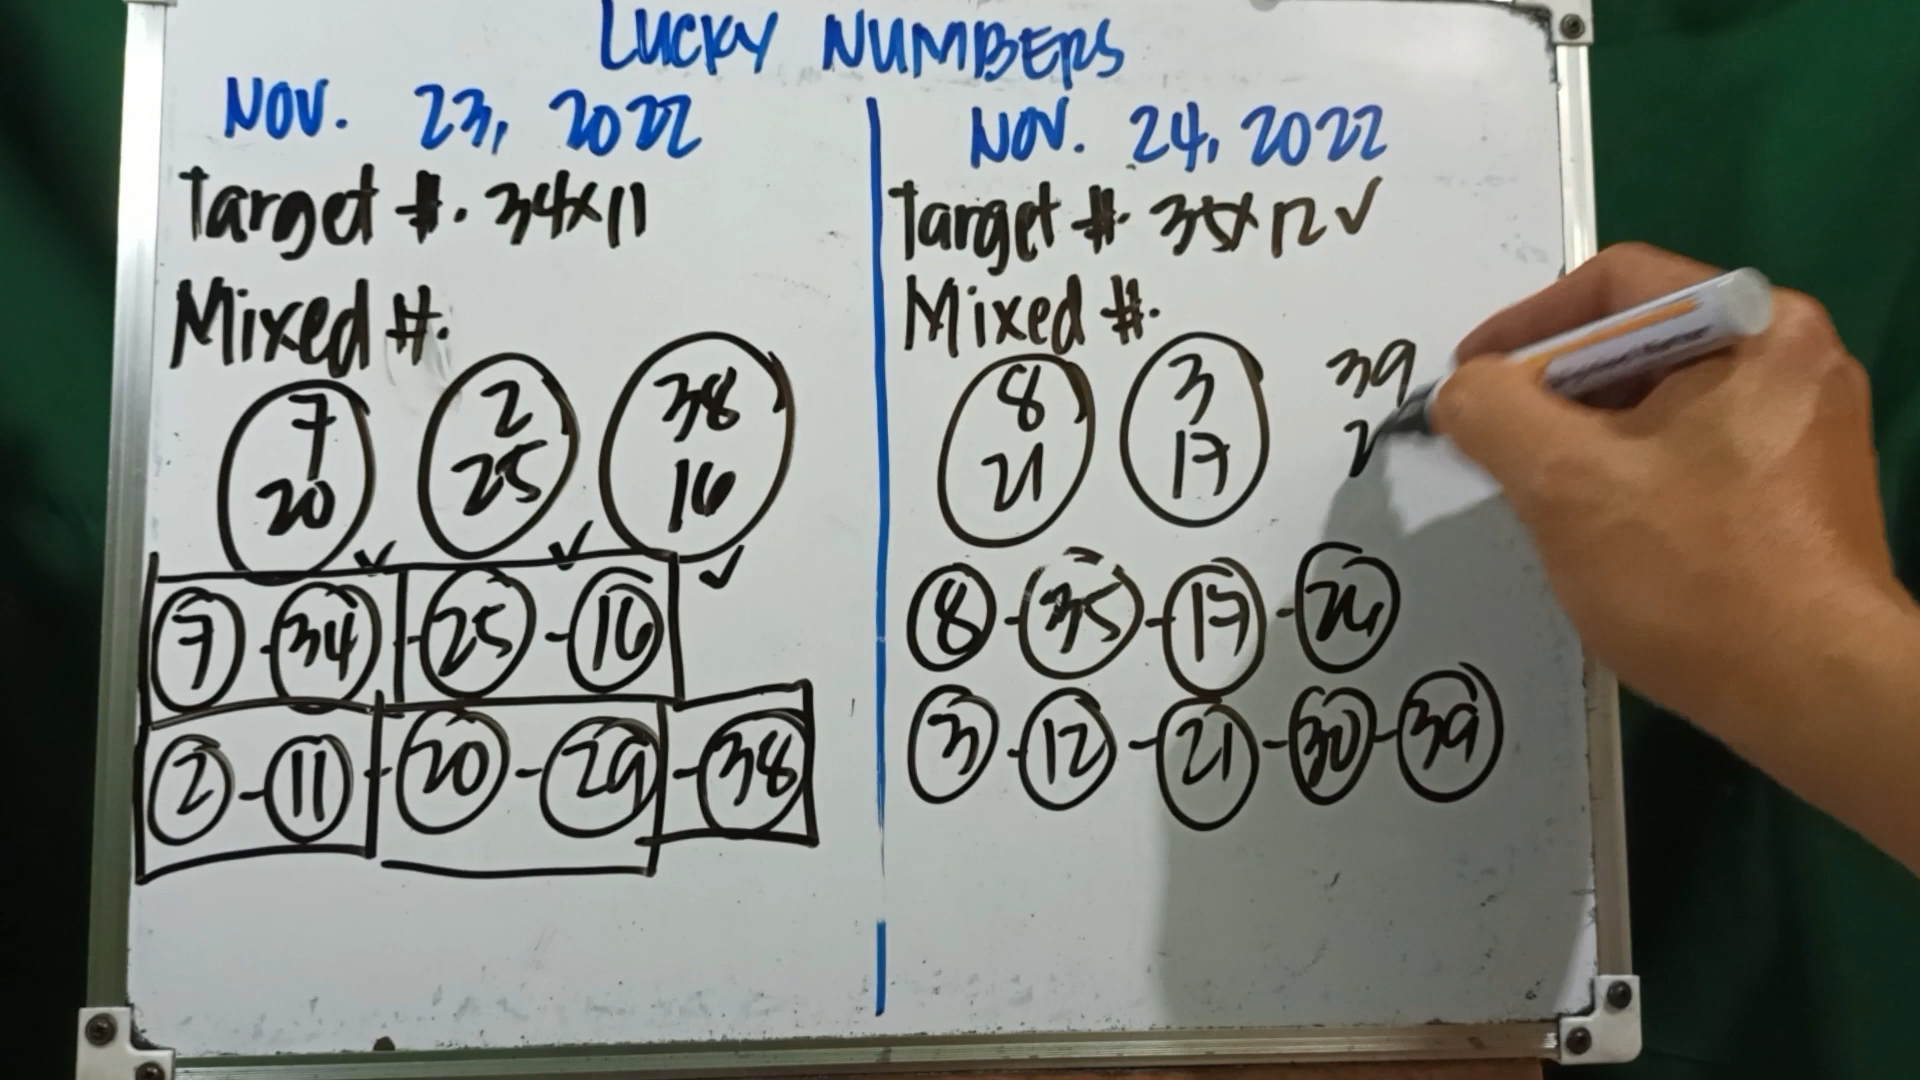 LUCKY NUMBERS
NOV. 23, 2022
Target #. 34x11
Mixed #.
7 2 38
20 25 16
7 - 34 - 25 - 16
2 - 11 - 20 - 29 - 38
NOV. 24, 2022
Target #. 35x12 ✓
Mixed #.
8 3 39
21 17 2
8 - 35 - 17 - 26
3 - 12 - 21 - 30 - 39